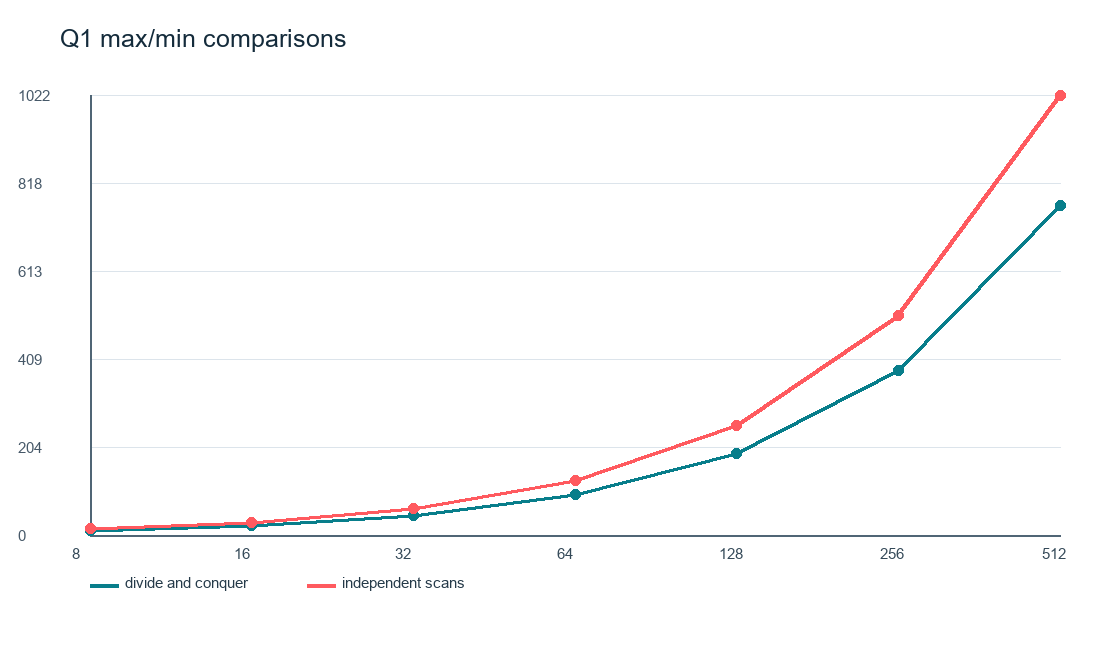 Q1 max/min comparisons
1022
818
613
409
204
0
8 16 32 64 128 256 512
divide and conquer independent scans